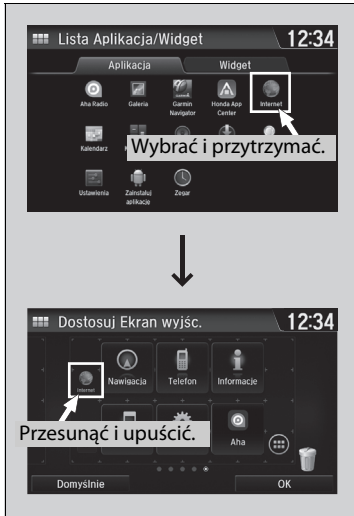 Lista Aplikacja/Widget 12:34
Aplikacja Widget
Aha Radio Galeria Garmin Navigator Honda App Center Internet
Kalendarz
Wybrać i przytrzymać.
Ustawienia Zainstaluj aplikacje Zegar
Dostosuj Ekran wyjśc. 12:34
Internet Nawigacja Telefon Informacje
Przesunąć i upuścić.
Aha
Domyślnie OK